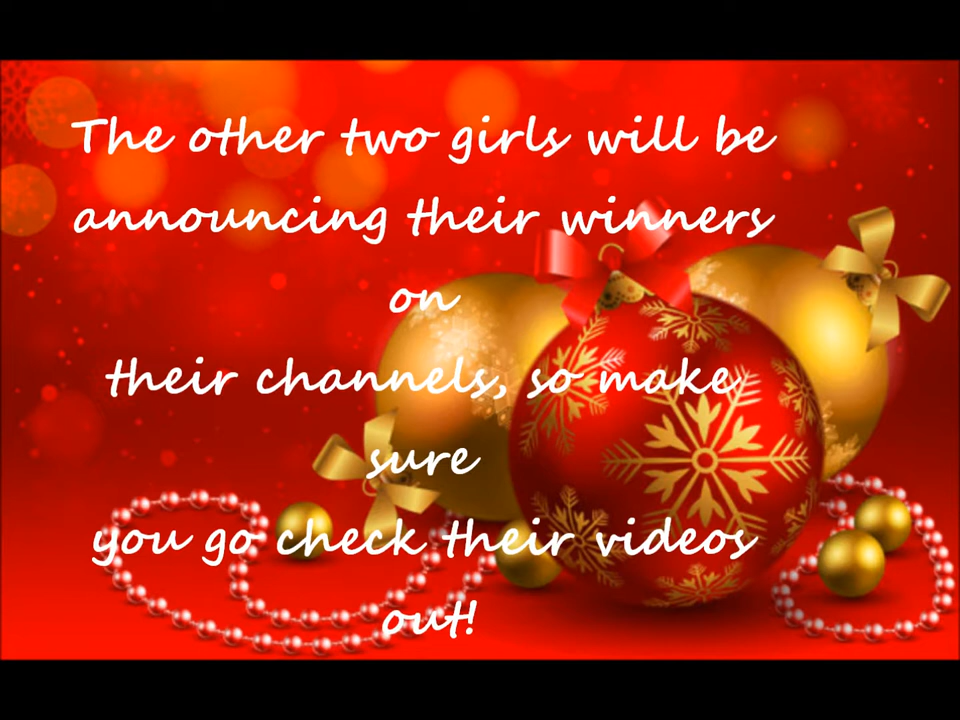 The other two girls will be
announcing their winners
on
their channels, so make
sure
you go check their videos
out!